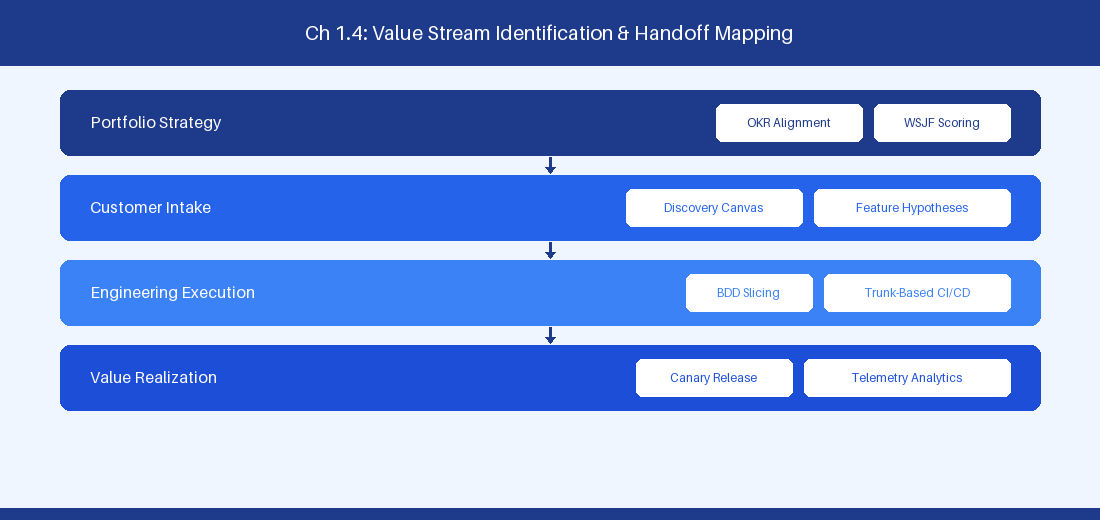 Ch 1.4: Value Stream Identification & Handoff Mapping
Portfolio Strategy
OKR Alignment
WSJF Scoring
Customer Intake
Discovery Canvas
Feature Hypotheses
Engineering Execution
BDD Slicing
Trunk-Based CI/CD
Value Realization
Canary Release
Telemetry Analytics